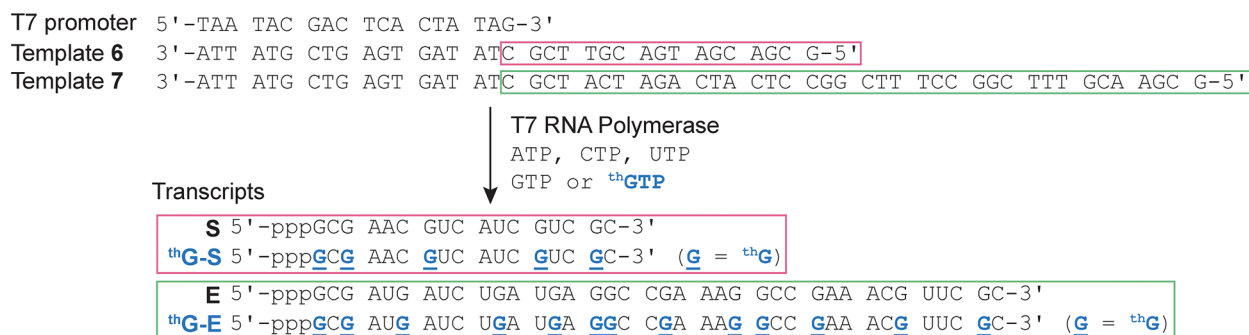 T7 promoter 5'-TAA TAC GAC TCA CTA TAG-3'
Template 6 3'-ATT ATG CTG AGT GAT ATC GCT TGC AGT AGC AGC G-5'
Template 7 3'-ATT ATG CTG AGT GAT ATC GCT ACT AGA CTA CTC CGG CTT TCC GGC TTT GCA AGC G-5'
T7 RNA Polymerase
ATP, CTP, UTP
GTP or thGTP
Transcripts
S 5'-pppGCG AAC GUC AUC GUC GC-3'
thG-S 5'-pppGCG AAC GUC AUC GUC GC-3' (G = thG)
E 5'-pppGCG AUG AUC UGA UGA GGC CGA AAG GCC GAA ACG UUC GC-3'
thG-E 5'-pppGCG AUG AUC UGA UGA GGC CGA AAG GCC GAA ACG UUC GC-3' (G = thG)